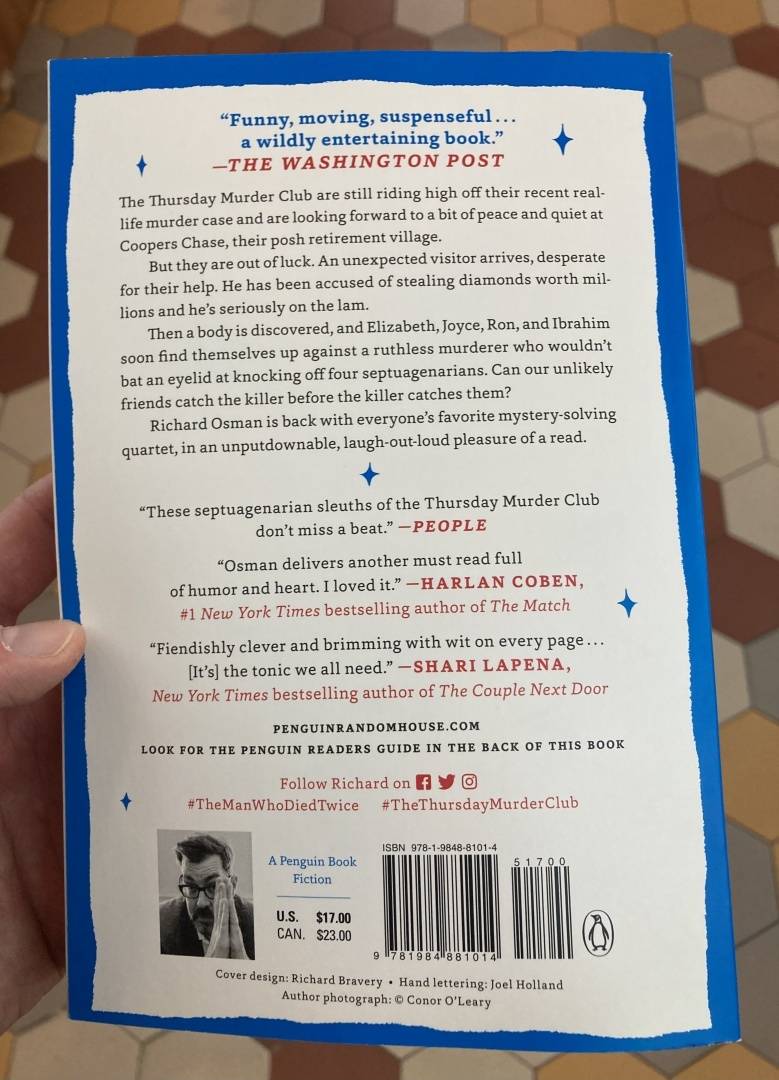 “Funny, moving, suspenseful...
a wildly entertaining book.”
—THE WASHINGTON POST
The Thursday Murder Club are still riding high off their recent real-
life murder case and are looking forward to a bit of peace and quiet at
Coopers Chase, their posh retirement village.
But they are out of luck. An unexpected visitor arrives, desperate
for their help. He has been accused of stealing diamonds worth mil-
lions and he’s seriously on the lam.
Then a body is discovered, and Elizabeth, Joyce, Ron, and Ibrahim
soon find themselves up against a ruthless murderer who wouldn’t
bat an eyelid at knocking off four septuagenarians. Can our unlikely
friends catch the killer before the killer catches them?
Richard Osman is back with everyone’s favorite mystery-solving
quartet, in an unputdownable, laugh-out-loud pleasure of a read.
“These septuagenarian sleuths of the Thursday Murder Club
don’t miss a beat.” —PEOPLE
“Osman delivers another must read full
of humor and heart. I loved it.” —HARLAN COBEN,
#1 New York Times bestselling author of The Match
“Fiendishly clever and brimming with wit on every page...
[It’s] the tonic we all need.” —SHARI LAPENA,
New York Times bestselling author of The Couple Next Door
PENGUINRANDOMHOUSE.COM
LOOK FOR THE PENGUIN READERS GUIDE IN THE BACK OF THIS BOOK
Follow Richard on
#TheManWhoDiedTwice #TheThursdayMurderClub
A Penguin Book
Fiction
U.S. $17.00
CAN. $23.00
ISBN 978-1-9848-8101-4
51700
9 781984 881014
Cover design: Richard Bravery • Hand lettering: Joel Holland
Author photograph: © Conor O’Leary